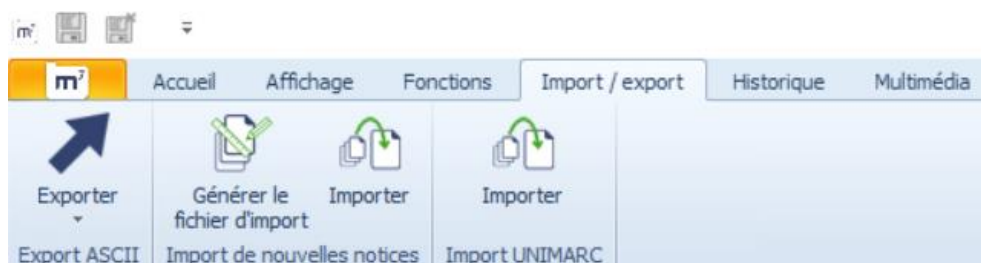 m7
m7 Accueil Affichage Fonctions Import / export Historique Multimédia
Exporter Générer le fichier d'import Importer Importer
Export ASCII Import de nouvelles notices Import UNIMARC